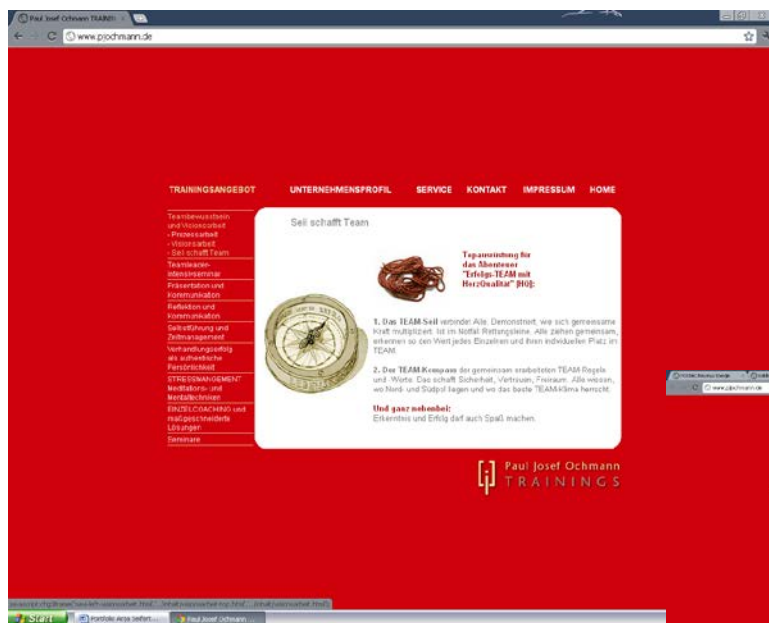 Paul Josef Ochmann TRAININ
www.pjochmann.de
TRAININGSANGEBOT UNTERNEHMENSPROFIL SERVICE KONTAKT IMPRESSUM HOME
Teambewusstsein
und Visionsarbeit
- Prozessarbeit
- Visionsarbeit
- Seil schafft Team
Teamleader-
Intensivseminar
Präsentation und
Kommunikation
Reflektion und
Kommunikation
Selbstführung und
Zeitmanagement
Verhandlungserfolg
als authentische
Persönlichkeit
STRESSMANGEMENT
Meditations- und
Mentaltechniken
EINZELCOACHING und
maßgeschneiderte
Lösungen
Seminare
Seil schafft Team
Topausrüstung für
das Abenteuer
"Erfolgs-TEAM mit
HerzQualität" [HQ]:
1. Das TEAM-Seil verbindet Alle. Demonstriert, wie sich gemeinsame
Kraft multipliziert. Ist im Notfall Rettungsleine. Alle ziehen gemeinsam,
erkennen so den Wert jedes Einzelnen und ihren individuellen Platz im
TEAM.
2. Der TEAM-Kompass der gemeinsam erarbeiteten TEAM Regeln
und -Werte. Das schafft Sicherheit, Vertrauen, Freiraum. Alle wissen,
wo Nord- und Südpol liegen und wo das beste TEAM-Klima herrscht.
Und ganz nebenbei:
Erkenntnis und Erfolg darf auch Spaß machen.
Paul Josef Ochmann
TRAININGS
www.pjochmann.de
Start
Portfolio Anja Seifert...
Paul Josef Ochmann ...